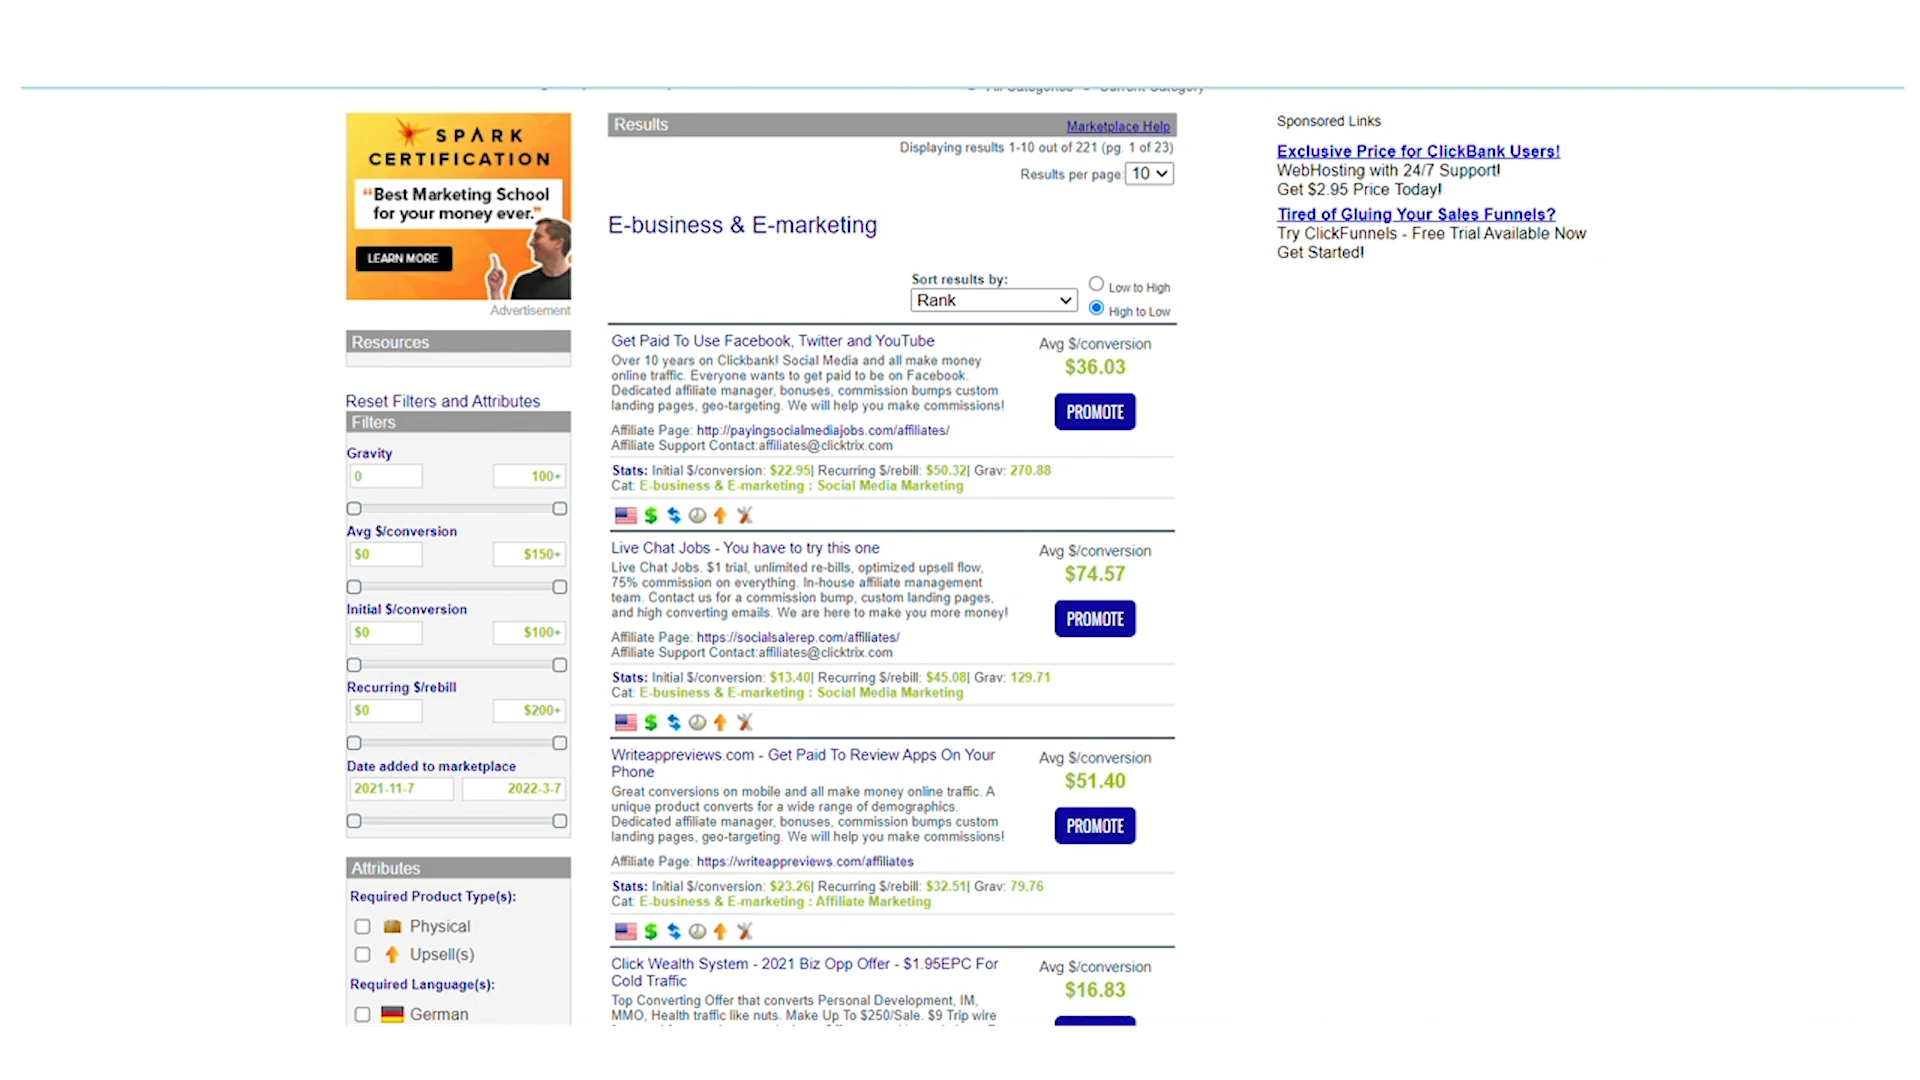 SPARK
CERTIFICATION
“Best Marketing School
for your money ever.”
LEARN MORE
Advertisement
Resources
Reset Filters and Attributes
Filters
Gravity
0 100+
Avg $/conversion
$0 $150+
Initial $/conversion
$0 $100+
Recurring $/rebill
$0 $200+
Date added to marketplace
2021-11-7 2022-3-7
Attributes
Required Product Type(s):
Physical
Upsell(s)
Required Language(s):
German
All Categories Current Category
Results Marketplace Help
Displaying results 1-10 out of 221 (pg. 1 of 23)
Results per page: 10
E-business & E-marketing
Sort results by:
Rank
Low to High
High to Low
Get Paid To Use Facebook, Twitter and YouTube
Over 10 years on Clickbank! Social Media and all make money
online traffic. Everyone wants to get paid to be on Facebook.
Dedicated affiliate manager, bonuses, commission bumps custom
landing pages, geo-targeting. We will help you make commissions!
Affiliate Page: http://payingsocialmediajobs.com/affiliates/
Affiliate Support Contact:affiliates@clicktrix.com
Avg $/conversion
$36.03
PROMOTE
Stats: Initial $/conversion: $22.95| Recurring $/rebill: $50.32| Grav: 270.88
Cat: E-business & E-marketing : Social Media Marketing
Live Chat Jobs - You have to try this one
Live Chat Jobs. $1 trial, unlimited re-bills, optimized upsell flow,
75% commission on everything. In-house affiliate management
team. Contact us for a commission bump, custom landing pages,
and high converting emails. We are here to make you more money!
Affiliate Page: https://socialsalerep.com/affiliates/
Affiliate Support Contact:affiliates@clicktrix.com
Avg $/conversion
$74.57
PROMOTE
Stats: Initial $/conversion: $13.40| Recurring $/rebill: $45.08| Grav: 129.71
Cat: E-business & E-marketing : Social Media Marketing
Writeappreviews.com - Get Paid To Review Apps On Your
Phone
Great conversions on mobile and all make money online traffic. A
unique product converts for a wide range of demographics.
Dedicated affiliate manager, bonuses, commission bumps custom
landing pages, geo-targeting. We will help you make commissions!
Affiliate Page: https://writeappreviews.com/affiliates
Avg $/conversion
$51.40
PROMOTE
Stats: Initial $/conversion: $23.26| Recurring $/rebill: $32.51| Grav: 79.76
Cat: E-business & E-marketing : Affiliate Marketing
Click Wealth System - 2021 Biz Opp Offer - $1.95EPC For
Cold Traffic
Top Converting Offer that converts Personal Development, IM,
MMO, Health traffic like nuts. Make Up To $250/Sale. $9 Trip wire
Avg $/conversion
$16.83
Sponsored Links
Exclusive Price for ClickBank Users!
WebHosting with 24/7 Support!
Get $2.95 Price Today!
Tired of Gluing Your Sales Funnels?
Try ClickFunnels - Free Trial Available Now
Get Started!